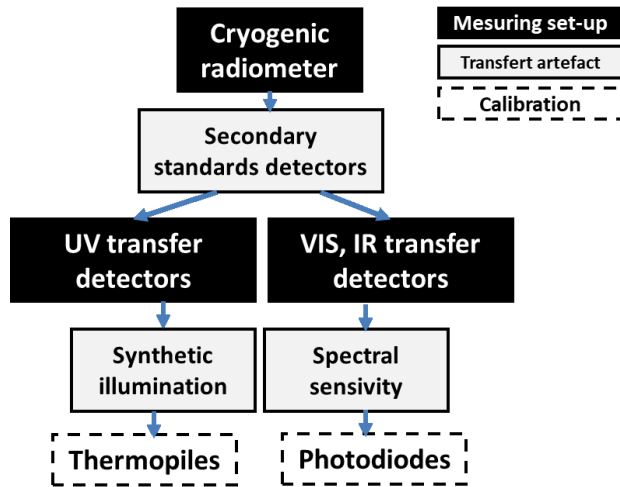 Cryogenic
radiometer
Mesuring set-up
Transfert artefact
Calibration
Secondary
standards detectors
UV transfer
detectors
VIS, IR transfer
detectors
Synthetic
illumination
Spectral
sensivity
Thermopiles
Photodiodes